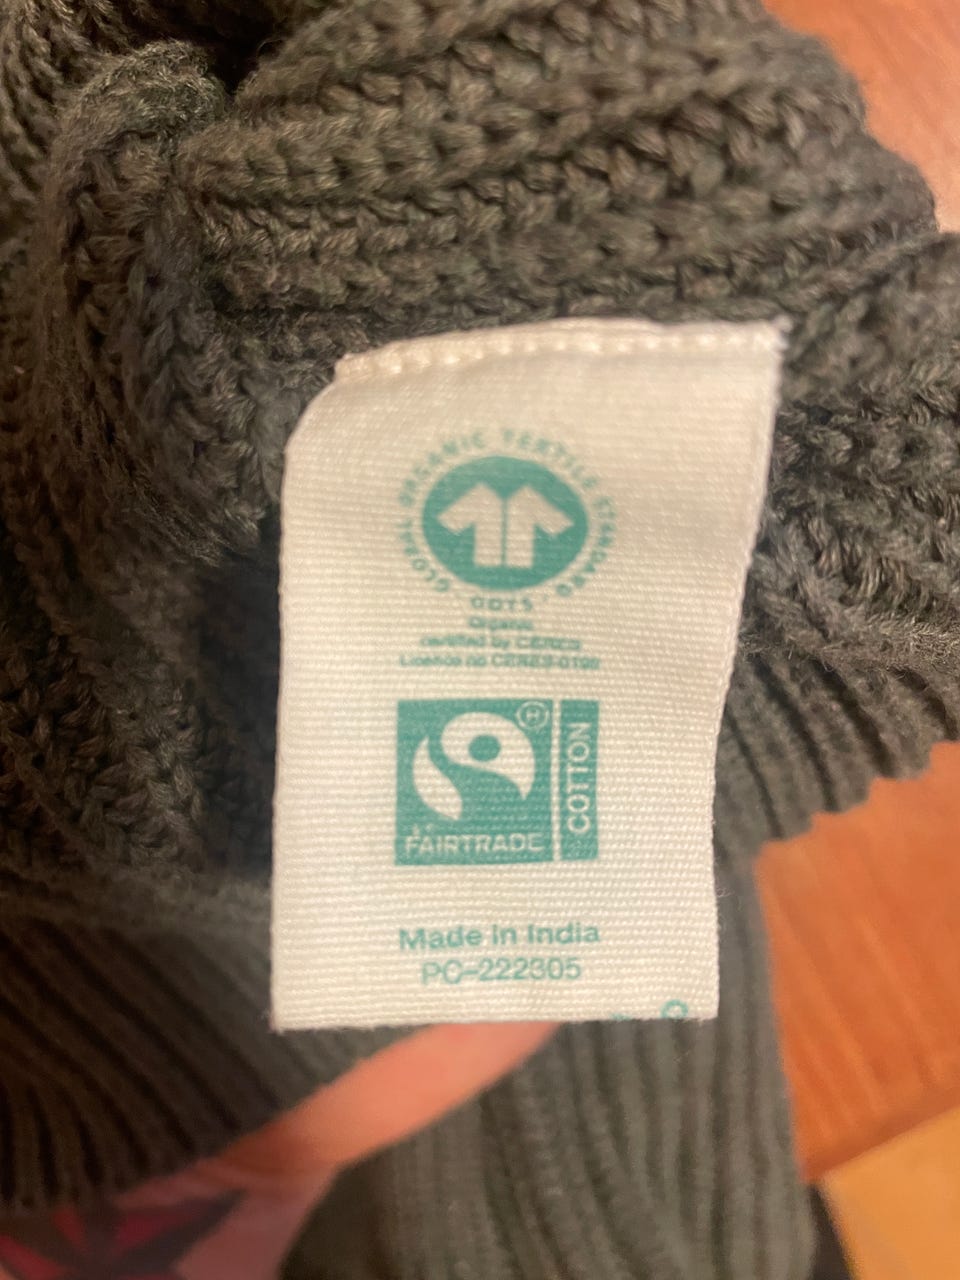 GLOBAL ORGANIC TEXTILE STANDARD
GOTS
Organic
certified by CERES
Licence no CERES-0196
®
FAIRTRADE
COTTON
Made in India
PC-222305